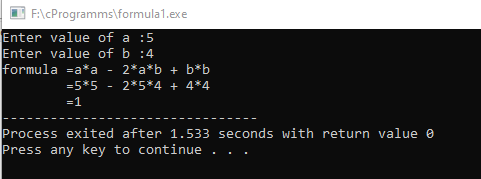 F:\cProgramms\formula1.exe
Enter value of a :5
Enter value of b :4
formula =a*a - 2*a*b + b*b
        =5*5 - 2*5*4 + 4*4
        =1
--------------------------------
Process exited after 1.533 seconds with return value 0
Press any key to continue . . .